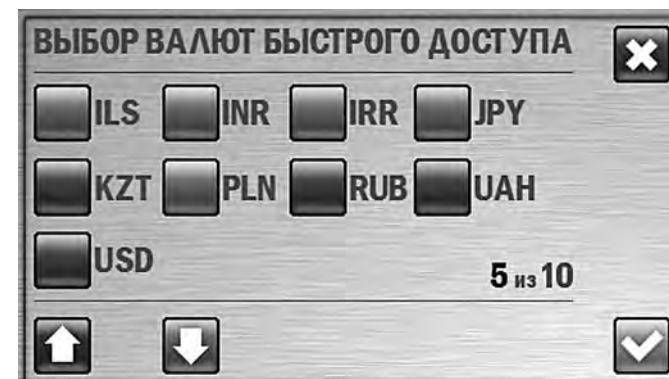 ВЫБОР ВАЛЮТ БЫСТРОГО ДОСТУПА
ILS INR IRR JPY
KZT PLN RUB UAH
USD
5 из 10